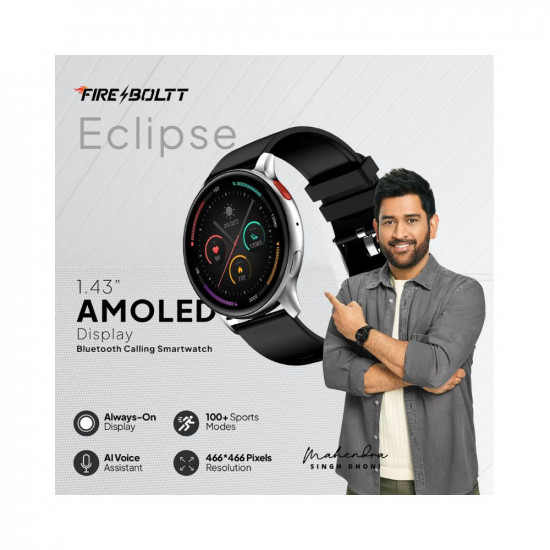 FIRE BOLTT
Eclipse
1.43”
AMOLED
Display
Bluetooth Calling Smartwatch
Always-On
Display
100+ Sports
Modes
AI Voice
Assistant
466*466 Pixels
Resolution
Mahendra
SINGH DHONI